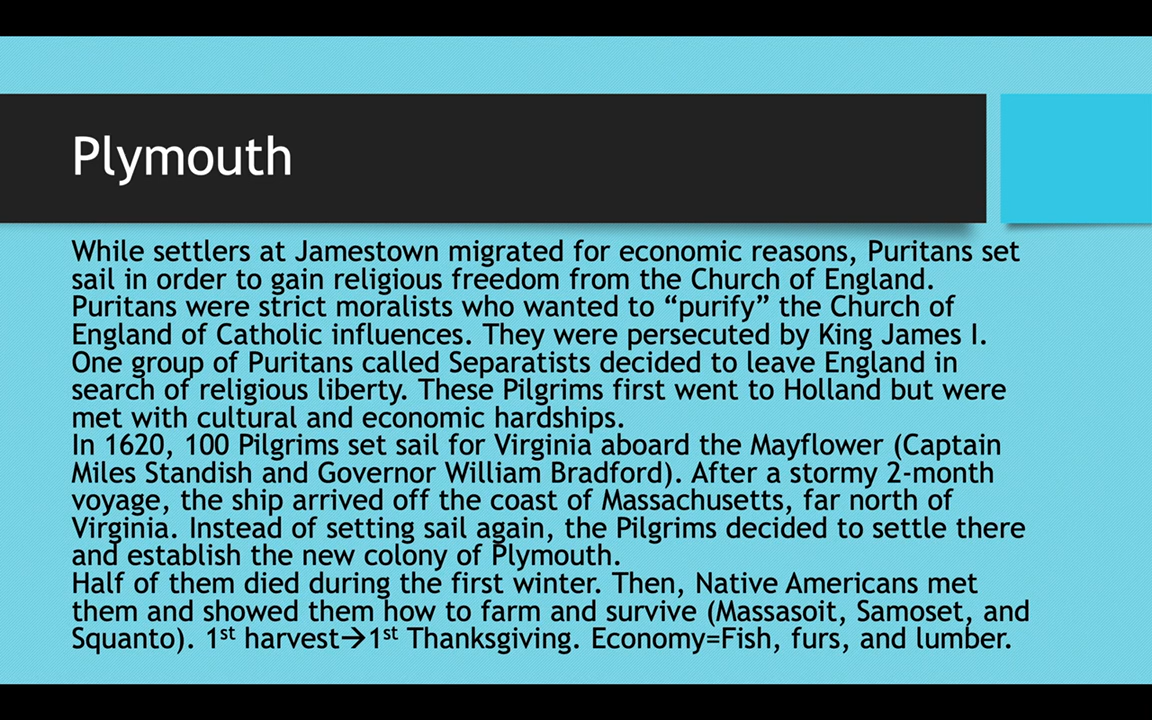 Plymouth
While settlers at Jamestown migrated for economic reasons, Puritans set
sail in order to gain religious freedom from the Church of England.
Puritans were strict moralists who wanted to “purify” the Church of
England of Catholic influences. They were persecuted by King James I.
One group of Puritans called Separatists decided to leave England in
search of religious liberty. These Pilgrims first went to Holland but were
met with cultural and economic hardships.
In 1620, 100 Pilgrims set sail for Virginia aboard the Mayflower (Captain
Miles Standish and Governor William Bradford). After a stormy 2-month
voyage, the ship arrived off the coast of Massachusetts, far north of
Virginia. Instead of setting sail again, the Pilgrims decided to settle there
and establish the new colony of Plymouth.
Half of them died during the first winter. Then, Native Americans met
them and showed them how to farm and survive (Massasoit, Samoset, and
Squanto). 1st harvest→1st Thanksgiving. Economy=Fish, furs, and lumber.